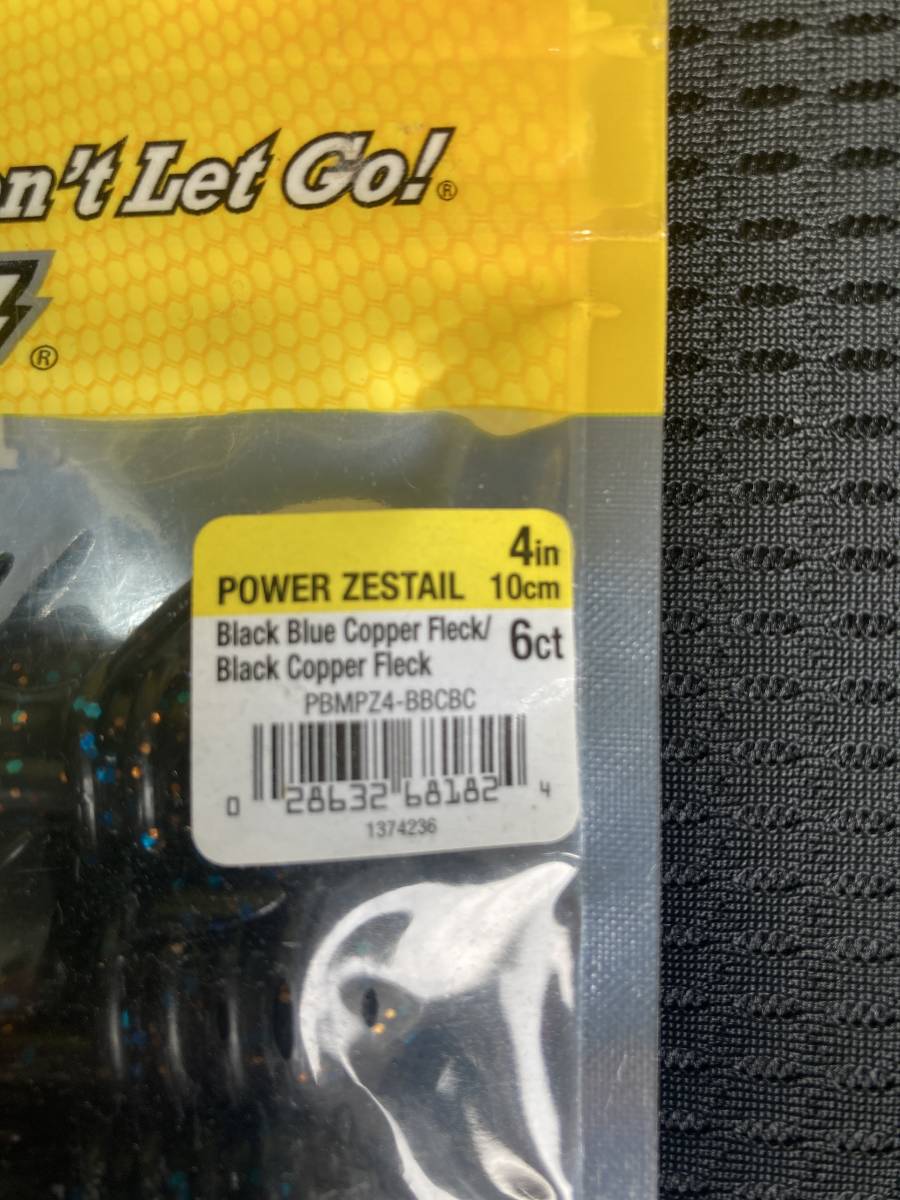 n't Let Go!®
®
4in
POWER ZESTAIL 10cm
Black Blue Copper Fleck/ 6ct
Black Copper Fleck
PBMPZ4-BBCBC
0 28632 68182 4
1374236